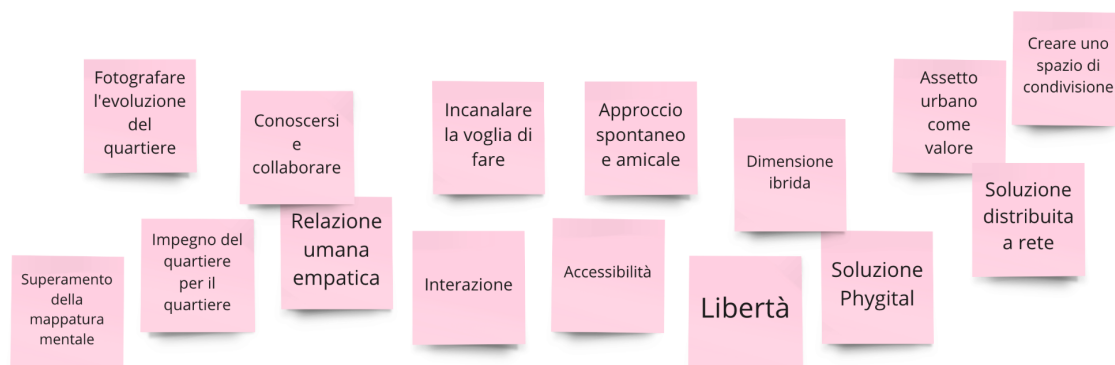 Fotografare
l'evoluzione
del
quartiere
Conoscersi
e
collaborare
Incanalare
la voglia di
fare
Approccio
spontaneo
e amicale
Dimensione
ibrida
Assetto
urbano
come
valore
Creare uno
spazio di
condivisione
Superamento
della
mappatura
mentale
Impegno del
quartiere
per il
quartiere
Relazione
umana
empatica
Interazione
Accessibilità
Libertà
Soluzione
Phygital
Soluzione
distribuita
a rete